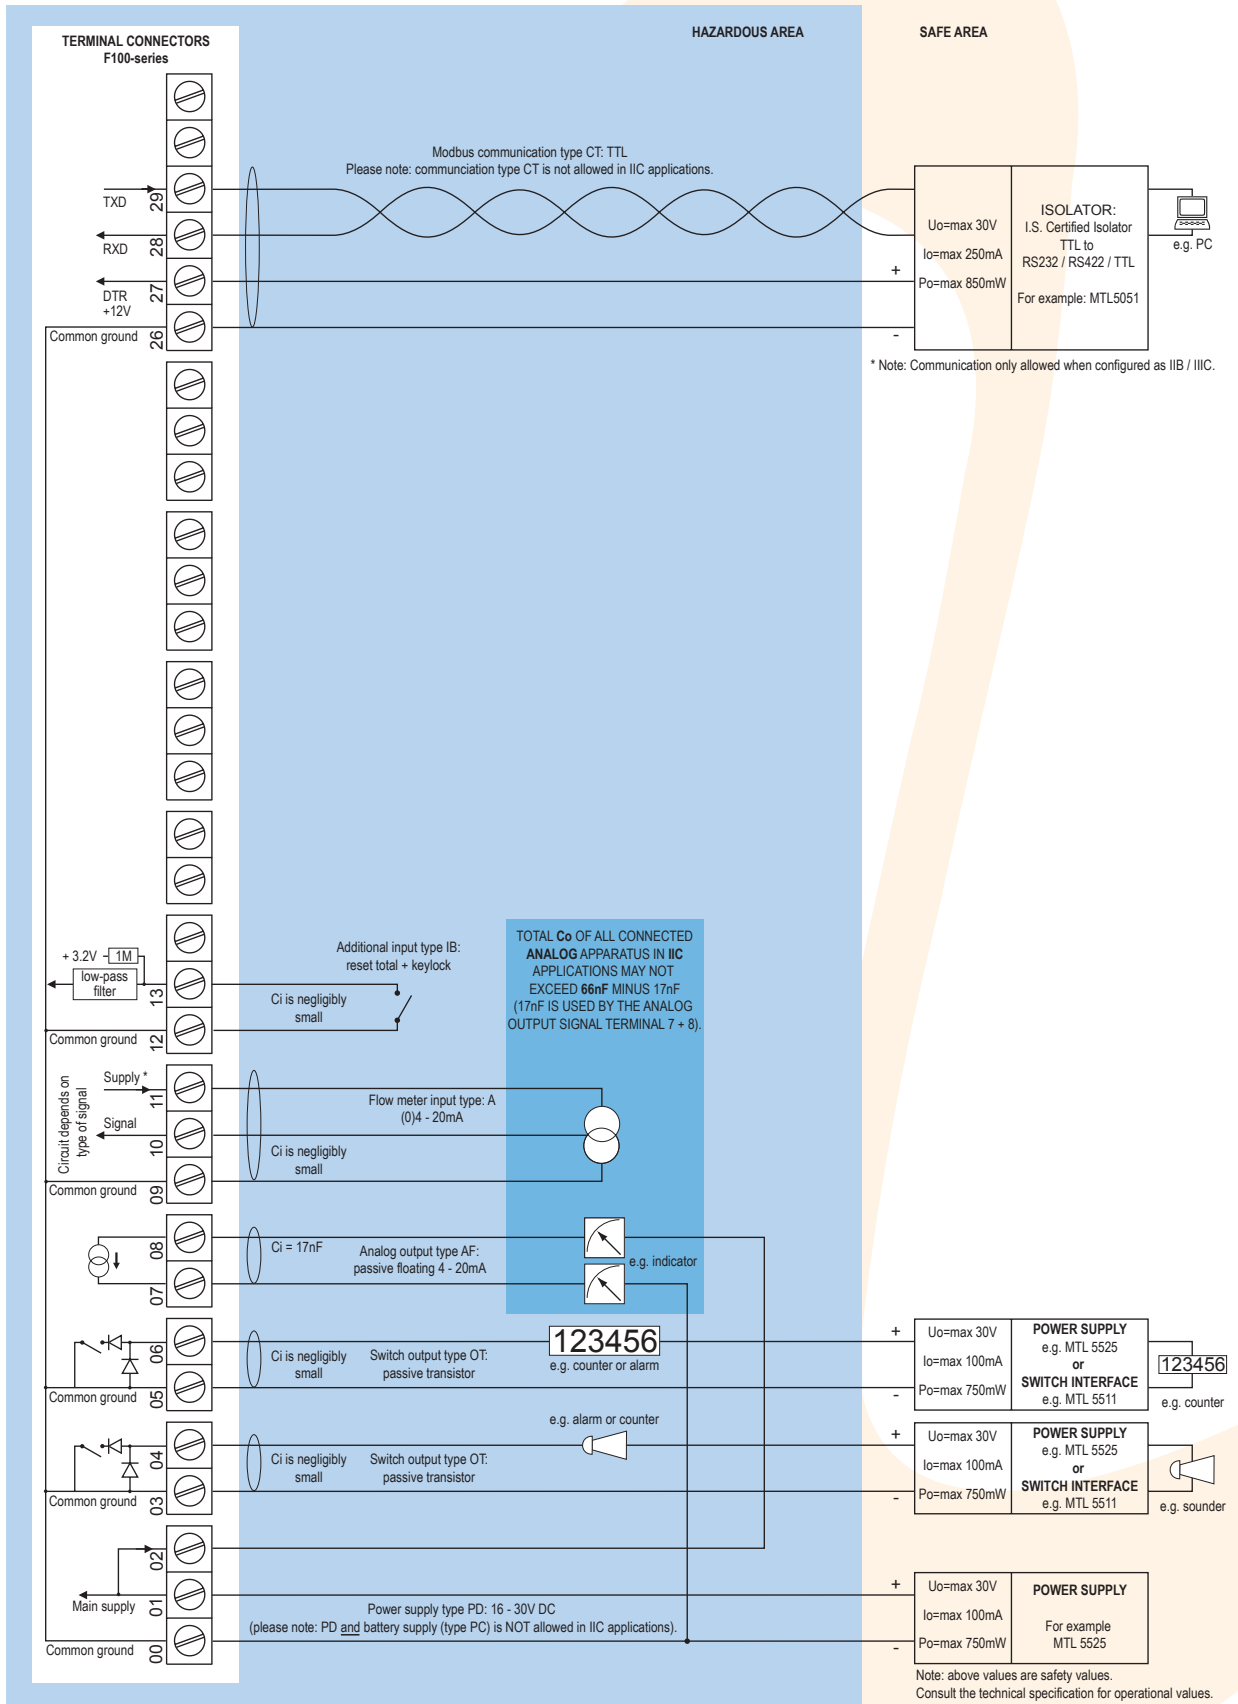 HAZARDOUS AREA
SAFE AREA
TERMINAL CONNECTORS
F100-series
Modbus communication type CT: TTL
Please note: communciation type CT is not allowed in IIC applications.
TXD
29
RXD
28
DTR
+12V
27
Common ground
26
+
-
Uo=max 30V
Io=max 250mA
Po=max 850mW
ISOLATOR:
I.S. Certified Isolator
TTL to
RS232 / RS422 / TTL
For example: MTL5051
e.g. PC
* Note: Communication only allowed when configured as IIB / IIIC.
+ 3.2V
1M
low-pass
filter
13
Common ground
12
Additional input type IB:
reset total + keylock
Ci is negligibly
small
TOTAL Co OF ALL CONNECTED
ANALOG APPARATUS IN IIC
APPLICATIONS MAY NOT
EXCEED 66nF MINUS 17nF
(17nF IS USED BY THE ANALOG
OUTPUT SIGNAL TERMINAL 7 + 8).
Circuit depends on
type of signal
Supply *
11
Signal
10
Common ground
09
Flow meter input type: A
(0)4 - 20mA
Ci is negligibly
small
08
07
Ci = 17nF
Analog output type AF:
passive floating 4 - 20mA
e.g. indicator
06
Common ground
05
Ci is negligibly
small
Switch output type OT:
passive transistor
123456
e.g. counter or alarm
+
-
Uo=max 30V
Io=max 100mA
Po=max 750mW
POWER SUPPLY
e.g. MTL 5525
or
SWITCH INTERFACE
e.g. MTL 5511
123456
e.g. counter
04
Common ground
03
Ci is negligibly
small
Switch output type OT:
passive transistor
e.g. alarm or counter
+
-
Uo=max 30V
Io=max 100mA
Po=max 750mW
POWER SUPPLY
e.g. MTL 5525
or
SWITCH INTERFACE
e.g. MTL 5511
e.g. sounder
02
Main supply
01
Common ground
00
Power supply type PD: 16 - 30V DC
(please note: PD and battery supply (type PC) is NOT allowed in IIC applications).
+
-
Uo=max 30V
Io=max 100mA
Po=max 750mW
POWER SUPPLY
For example
MTL 5525
Note: above values are safety values.
Consult the technical specification for operational values.